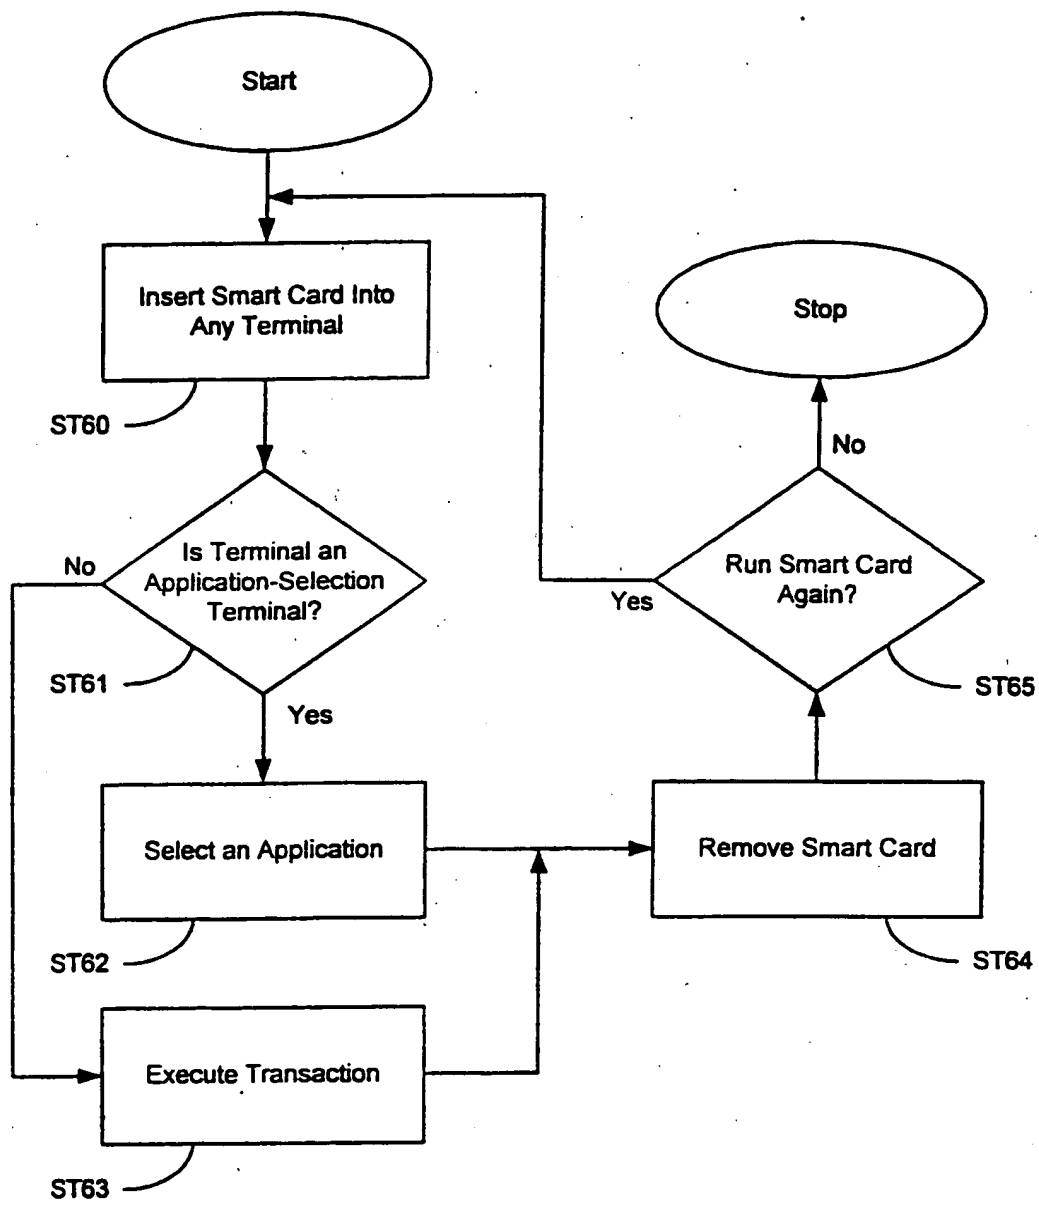 Start
Insert Smart Card Into
Any Terminal
ST60
Is Terminal an
Application-Selection
Terminal?
No
ST61
Yes
Select an Application
ST62
Execute Transaction
ST63
Remove Smart Card
ST64
Run Smart Card
Again?
Yes
ST65
No
Stop